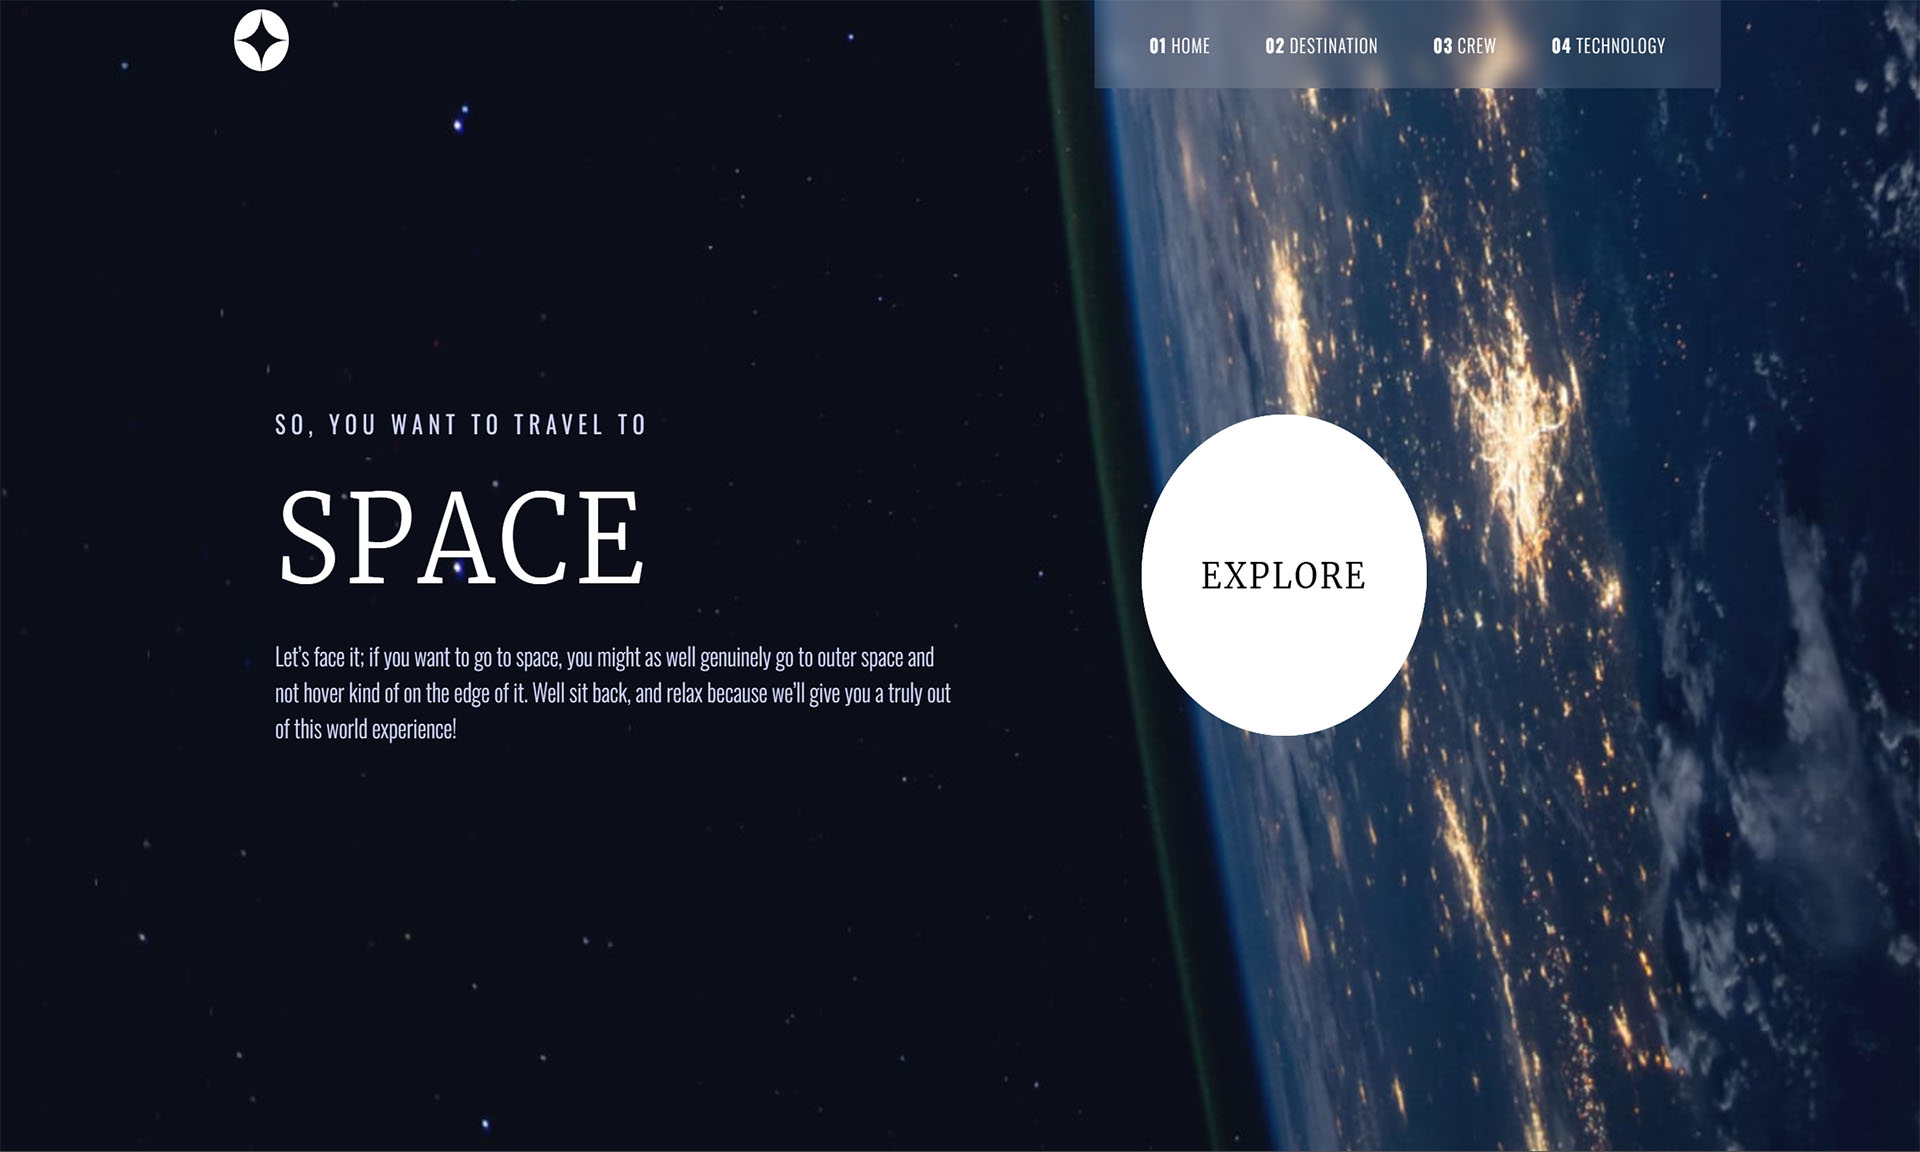 01 HOME 02 DESTINATION 03 CREW 04 TECHNOLOGY
SO, YOU WANT TO TRAVEL TO
SPACE
Let’s face it; if you want to go to space, you might as well genuinely go to outer space and
not hover kind of on the edge of it. Well sit back, and relax because we’ll give you a truly out
of this world experience!
EXPLORE